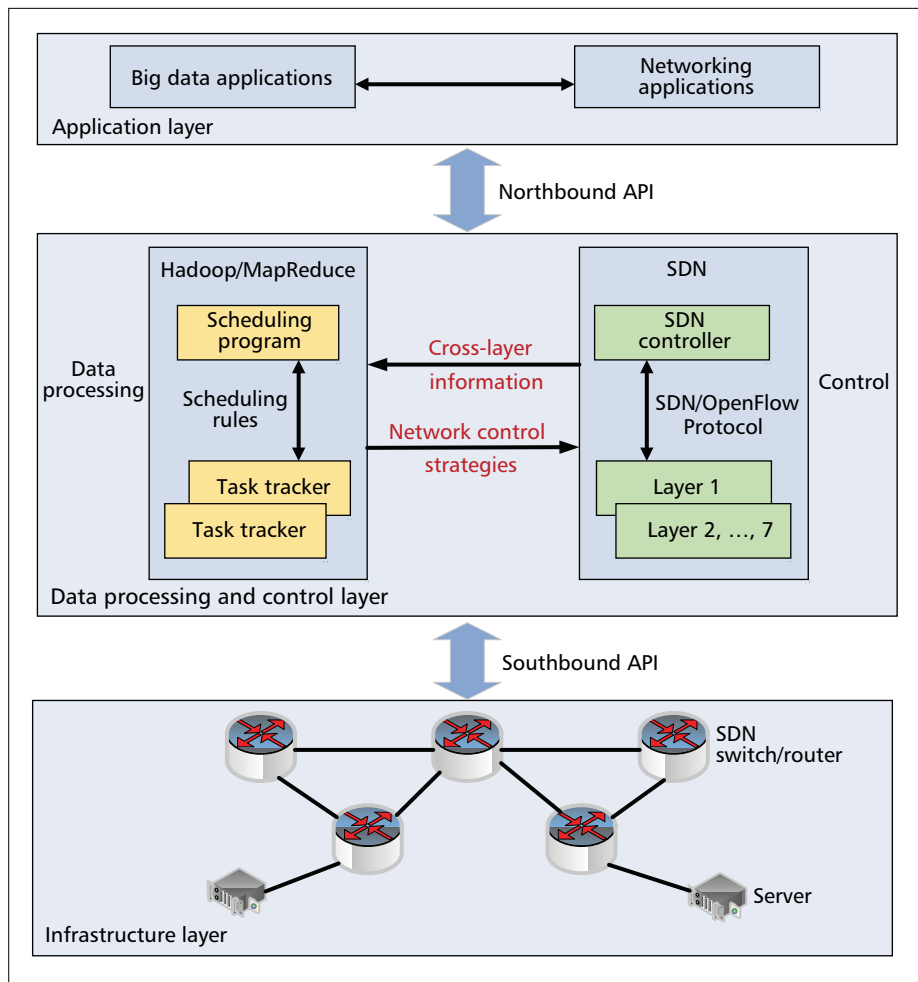 Big data applications
Networking
applications
Application layer
Northbound API
Hadoop/MapReduce
SDN
Scheduling
program
SDN
controller
Data
processing
Cross-layer
information
Control
Scheduling
rules
SDN/OpenFlow
Protocol
Network control
strategies
Task tracker
Task tracker
Layer 1
Layer 2, …, 7
Data processing and control layer
Southbound API
SDN
switch/router
Server
Infrastructure layer